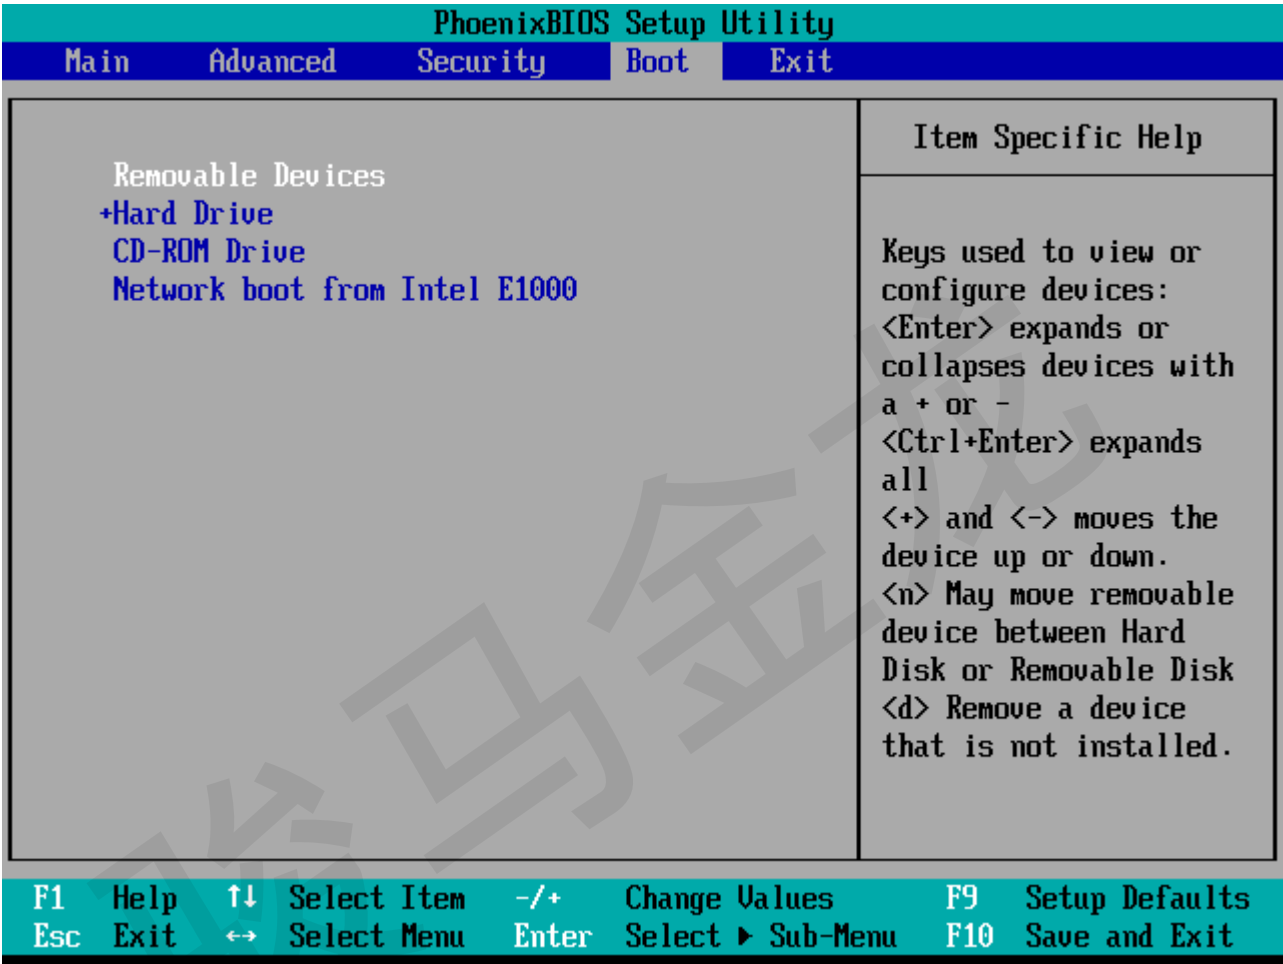 PhoenixBIOS Setup Utility
Main Advanced Security Boot Exit
Removable Devices
+Hard Drive
CD-ROM Drive
Network boot from Intel E1000
Item Specific Help
Keys used to view or
configure devices:
<Enter> expands or
collapses devices with
a + or -
<Ctrl+Enter> expands
all
<+> and <-> moves the
device up or down.
<n> May move removable
device between Hard
Disk or Removable Disk
<d> Remove a device
that is not installed.
F1 Help ↑↓ Select Item -/+ Change Values F9 Setup Defaults
Esc Exit ↔ Select Menu Enter Select ▶ Sub-Menu F10 Save and Exit
骏马金龙